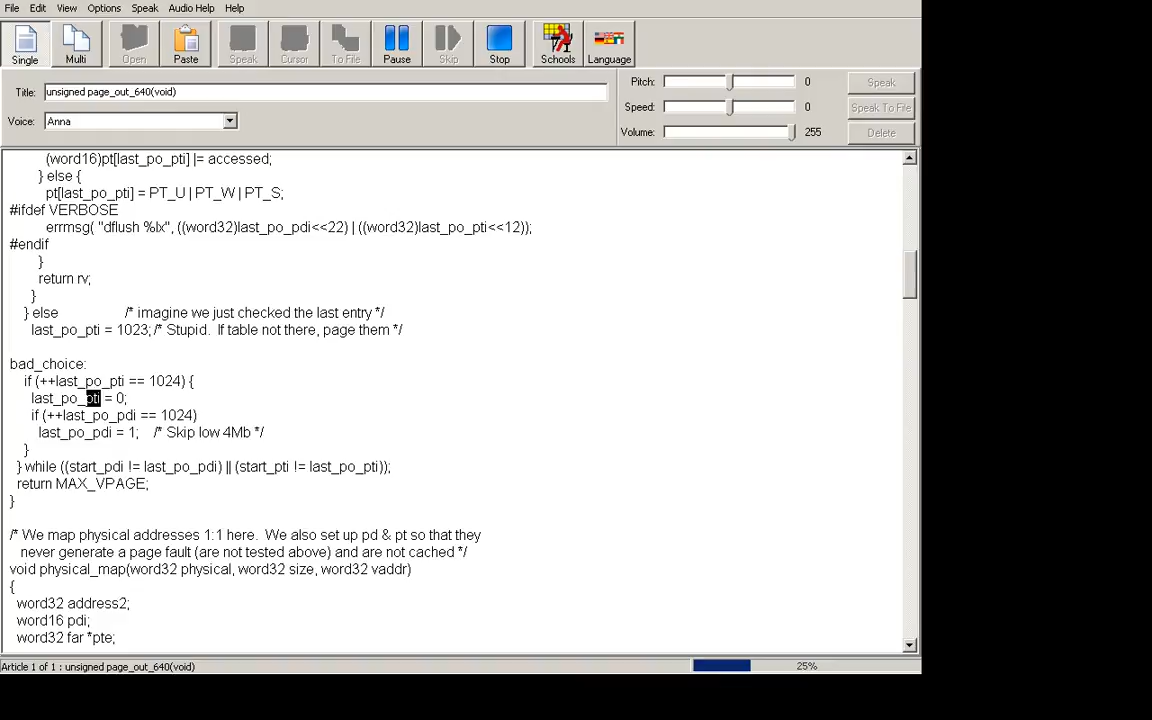 File Edit View Options Speak Audio Help Help
Single Multi Open Paste Speak Cursor To File Pause Skip Stop Schools Language
Title: unsigned page_out_640(void)
Voice: Anna
Pitch: 0 Speak
Speed: 0 Speak To File
Volume: 255 Delete
(word16)pt[last_po_pti] |= accessed;
} else {
pt[last_po_pti] = PT_U | PT_W | PT_S;
#ifdef VERBOSE
errmsg( "dflush %lx", ((word32)last_po_pdi<<22) | ((word32)last_po_pti<<12));
#endif
}
return rv;
}
} else /* imagine we just checked the last entry */
last_po_pti = 1023; /* Stupid. If table not there, page them */
bad_choice:
if (++last_po_pti == 1024) {
last_po_pti = 0;
if (++last_po_pdi == 1024)
last_po_pdi = 1; /* Skip low 4Mb */
}
} while ((start_pdi != last_po_pdi) || (start_pti != last_po_pti));
return MAX_VPAGE;
}
/* We map physical addresses 1:1 here. We also set up pd & pt so that they
never generate a page fault (are not tested above) and are not cached */
void physical_map(word32 physical, word32 size, word32 vaddr)
{
word32 address2;
word16 pdi;
word32 far *pte;
Article 1 of 1 : unsigned page_out_640(void) 25%